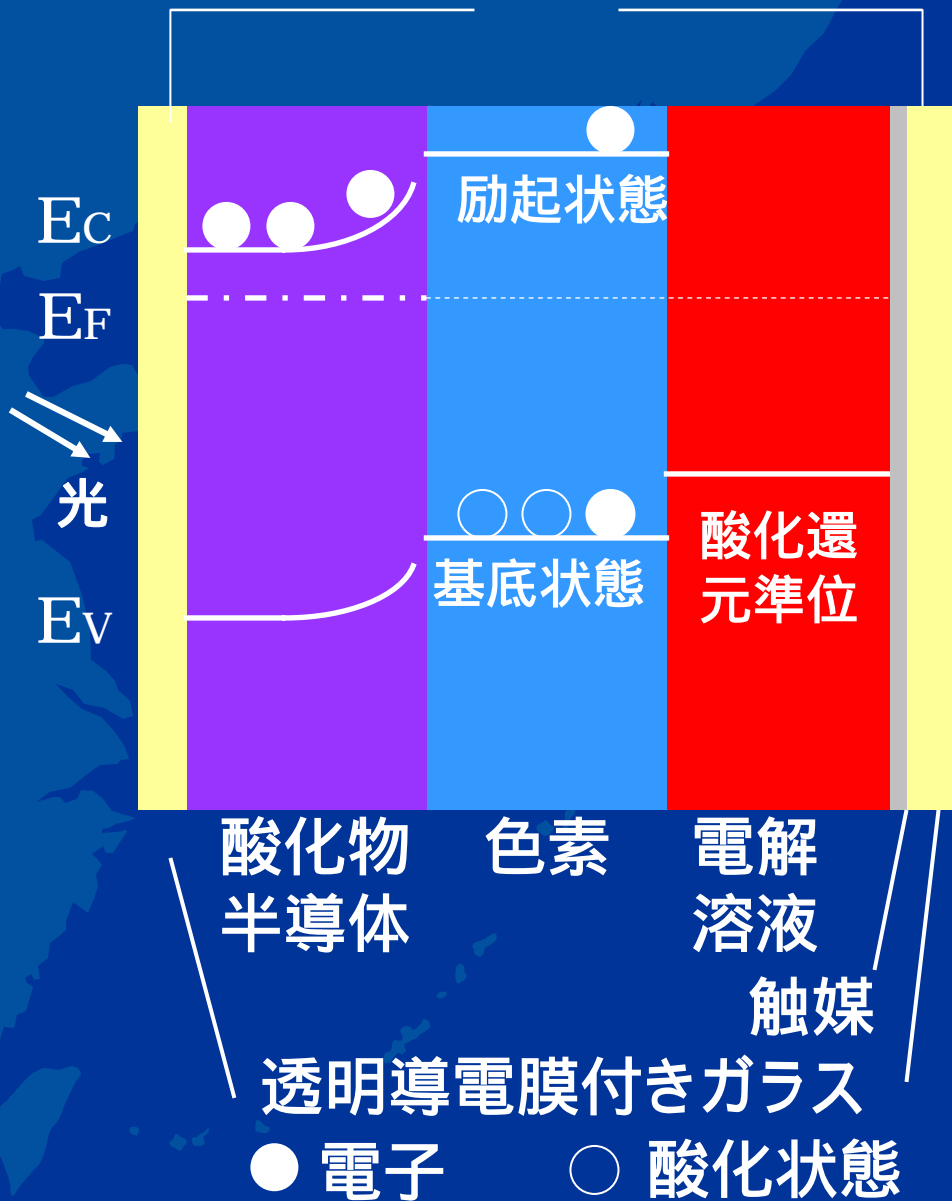 励起状態
EC
EF
光
酸化還
元準位
基底状態
EV
酸化物
半導体
色素
電解
溶液
触媒
透明導電膜付きガラス
電子
酸化状態